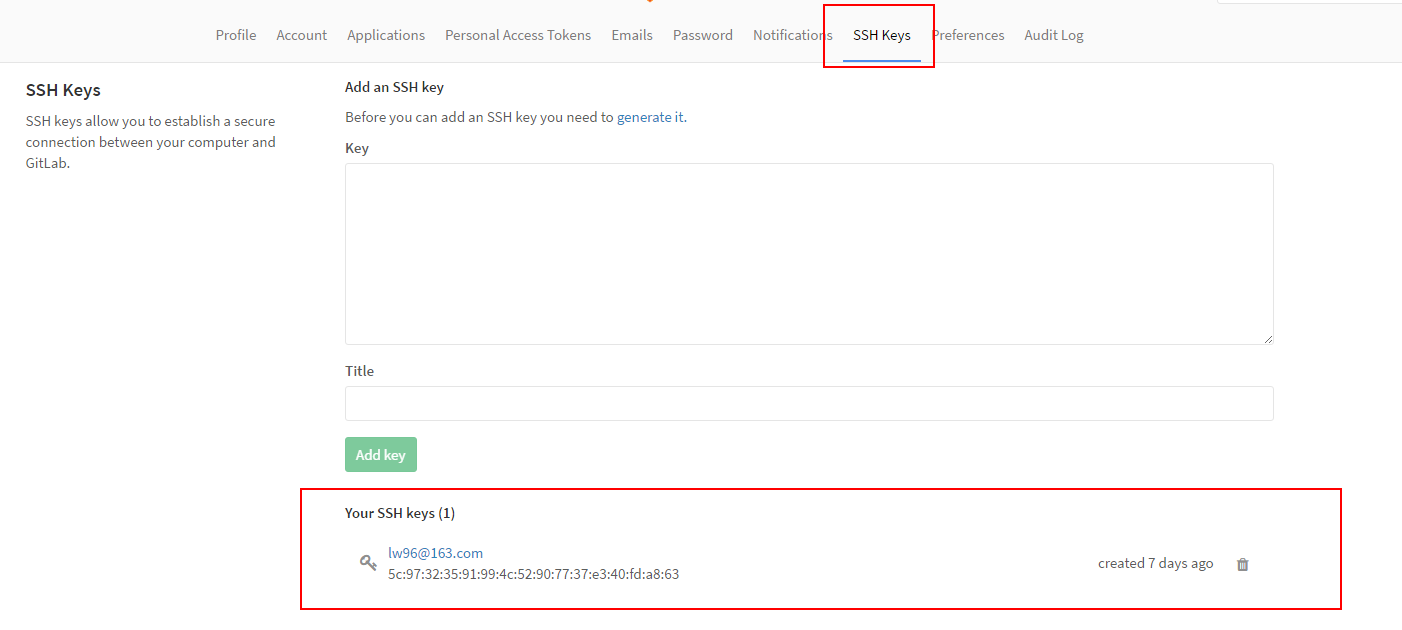 Profile Account Applications Personal Access Tokens Emails Password Notifications SSH Keys Preferences Audit Log
SSH Keys
SSH keys allow you to establish a secure
connection between your computer and
GitLab.
Add an SSH key
Before you can add an SSH key you need to generate it.
Key
Title
Add key
Your SSH keys (1)
lw96@163.com
5c:97:32:35:91:99:4c:52:90:77:37:e3:40:fd:a8:63
created 7 days ago